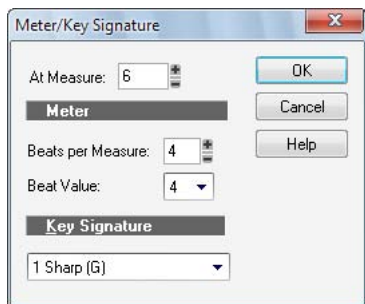 Meter/Key Signature
At Measure: 6
OK
Meter
Cancel
Beats per Measure: 4
Help
Beat Value: 4
Key Signature
1 Sharp (G)